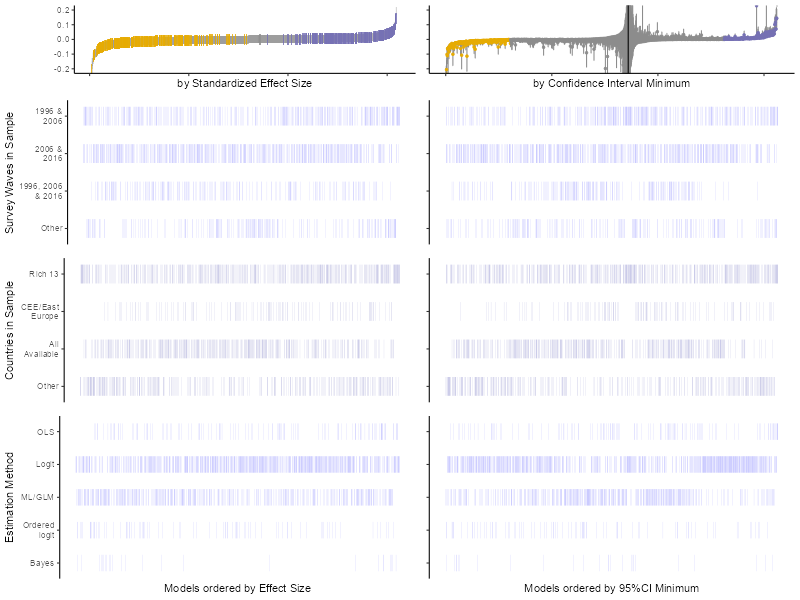 0.2
0.1
0.0
-0.1
-0.2
by Standardized Effect Size
by Confidence Interval Minimum
Survey Waves in Sample
1996 &
2006
2006 &
2016
1996, 2006
& 2016
Other
Countries in Sample
Rich 13
CEE/East
Europe
All
Available
Other
Estimation Method
OLS
Logit
ML/GLM
Ordered
logit
Bayes
Models ordered by Effect Size
Models ordered by 95%CI Minimum